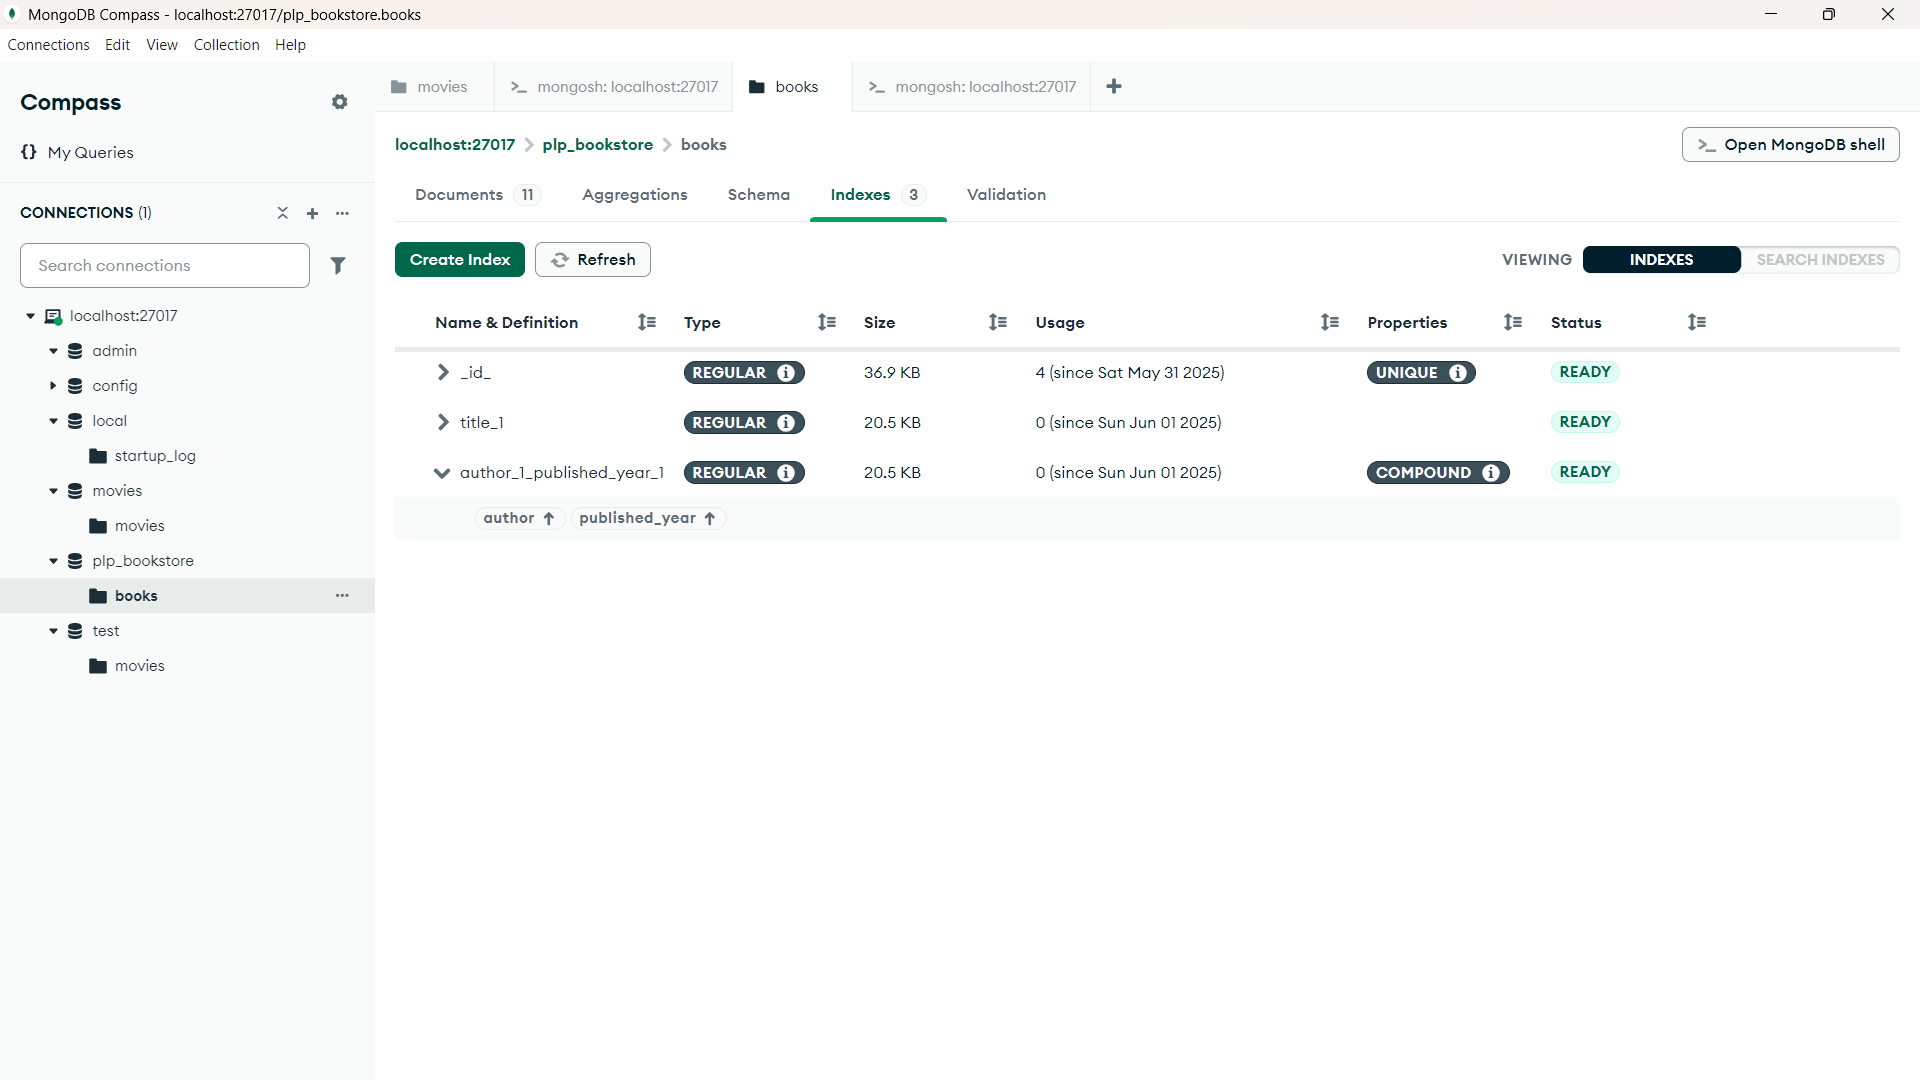 MongoDB Compass - localhost:27017/plp_bookstore.books
Connections Edit View Collection Help
Compass
{} My Queries
CONNECTIONS (1)
Search connections
localhost:27017
admin
config
local
startup_log
movies
movies
plp_bookstore
books
test
movies
movies >_ mongosh: localhost:27017 books >_ mongosh: localhost:27017
localhost:27017 > plp_bookstore > books
>_ Open MongoDB shell
Documents 11 Aggregations Schema Indexes 3 Validation
Create Index Refresh
VIEWING INDEXES SEARCH INDEXES
Name & Definition Type Size Usage Properties Status
_id_ REGULAR 36.9 KB 4 (since Sat May 31 2025) UNIQUE READY
title_1 REGULAR 20.5 KB 0 (since Sun Jun 01 2025) READY
author_1_published_year_1 REGULAR 20.5 KB 0 (since Sun Jun 01 2025) COMPOUND READY
author ↑ published_year ↑